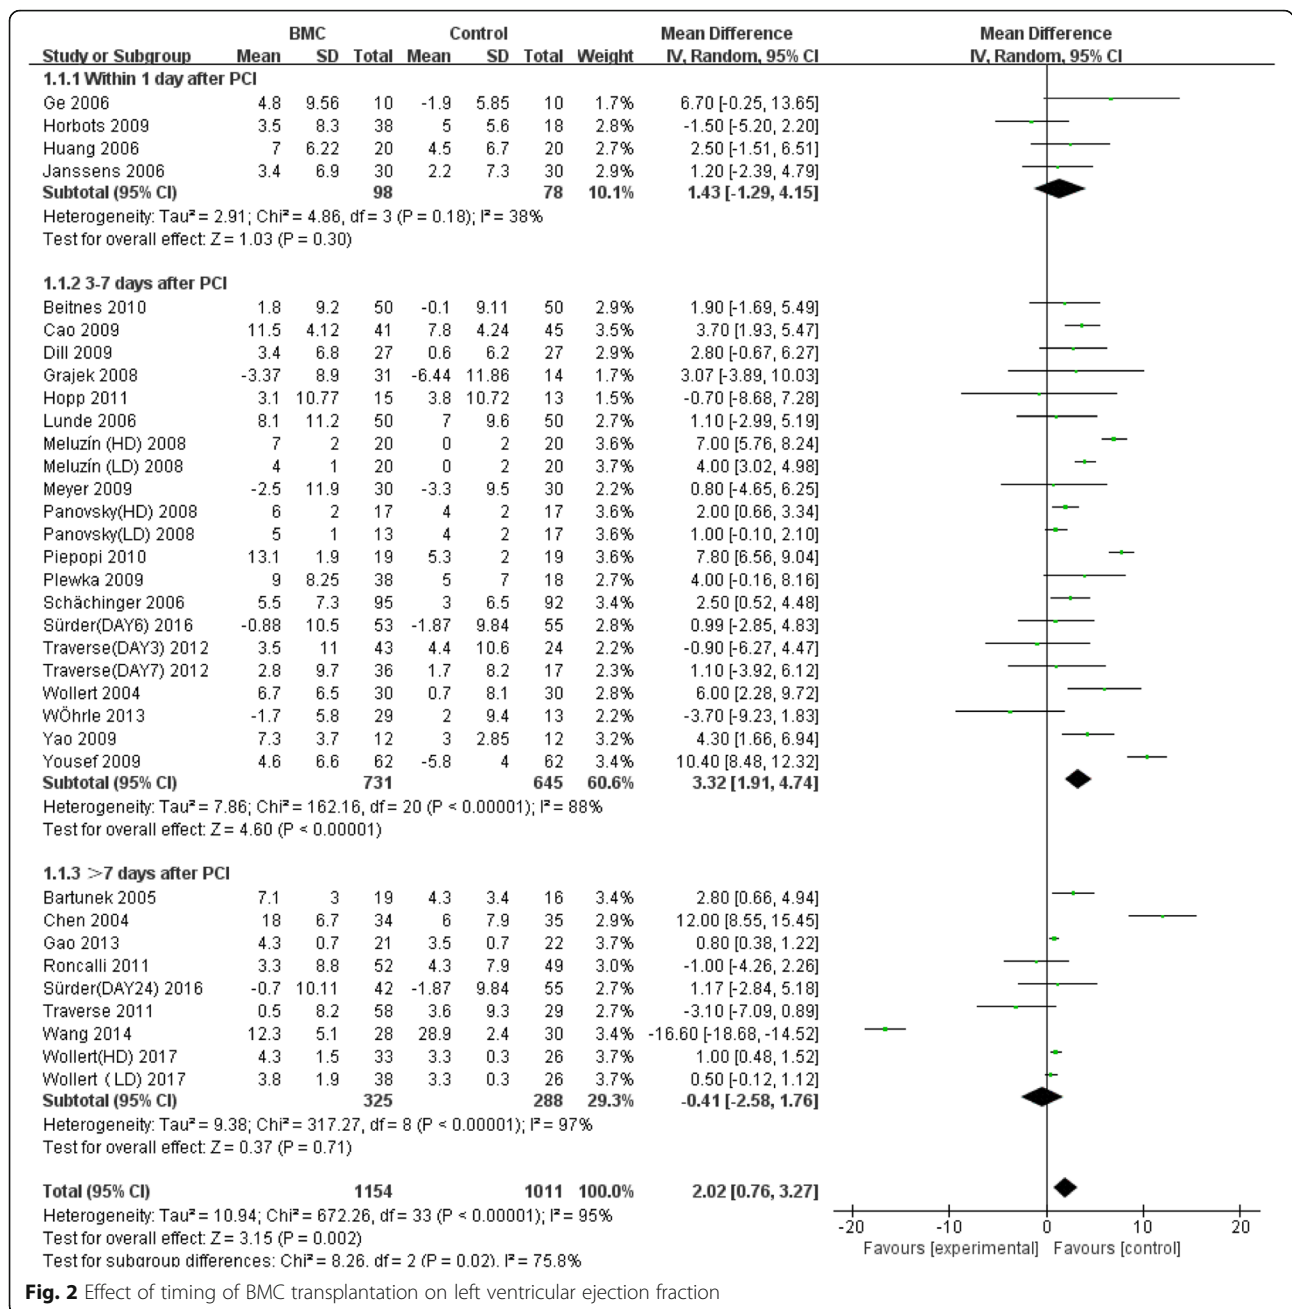 BMC Control Mean Difference Mean Difference
Study or Subgroup Mean SD Total Mean SD Total Weight IV, Random, 95% CI IV, Random, 95% CI
1.1.1 Within 1 day after PCI
Ge 2006 4.8 9.56 10 -1.9 5.85 10 1.7% 6.70 [-0.25, 13.65]
Horbots 2009 3.5 8.3 38 5 5.6 18 2.8% -1.50 [-5.20, 2.20]
Huang 2006 7 6.22 20 4.5 6.7 20 2.7% 2.50 [-1.51, 6.51]
Janssens 2006 3.4 6.9 30 2.2 7.3 30 2.9% 1.20 [-2.39, 4.79]
Subtotal (95% CI) 98 78 10.1% 1.43 [-1.29, 4.15]
Heterogeneity: Tau² = 2.91; Chi² = 4.86, df = 3 (P = 0.18); I² = 38%
Test for overall effect: Z = 1.03 (P = 0.30)
1.1.2 3-7 days after PCI
Beitnes 2010 1.8 9.2 50 -0.1 9.11 50 2.9% 1.90 [-1.69, 5.49]
Cao 2009 11.5 4.12 41 7.8 4.24 45 3.5% 3.70 [1.93, 5.47]
Dill 2009 3.4 6.8 27 0.6 6.2 27 2.9% 2.80 [-0.67, 6.27]
Grajek 2008 -3.37 8.9 31 -6.44 11.86 14 1.7% 3.07 [-3.89, 10.03]
Hopp 2011 3.1 10.77 15 3.8 10.72 13 1.5% -0.70 [-8.68, 7.28]
Lunde 2006 8.1 11.2 50 7 9.6 50 2.7% 1.10 [-2.99, 5.19]
Meluzín (HD) 2008 7 2 20 0 2 20 3.6% 7.00 [5.76, 8.24]
Meluzín (LD) 2008 4 1 20 0 2 20 3.7% 4.00 [3.02, 4.98]
Meyer 2009 -2.5 11.9 30 -3.3 9.5 30 2.2% 0.80 [-4.65, 6.25]
Panovsky(HD) 2008 6 2 17 4 2 17 3.6% 2.00 [0.66, 3.34]
Panovsky(LD) 2008 5 1 13 4 2 17 3.6% 1.00 [-0.10, 2.10]
Piepopi 2010 13.1 1.9 19 5.3 2 19 3.6% 7.80 [6.56, 9.04]
Plewka 2009 9 8.25 38 5 7 18 2.7% 4.00 [-0.16, 8.16]
Schächinger 2006 5.5 7.3 95 3 6.5 92 3.4% 2.50 [0.52, 4.48]
Sürder(DAY6) 2016 -0.88 10.5 53 -1.87 9.84 55 2.8% 0.99 [-2.85, 4.83]
Traverse(DAY3) 2012 3.5 11 43 4.4 10.6 24 2.2% -0.90 [-6.27, 4.47]
Traverse(DAY7) 2012 2.8 9.7 36 1.7 8.2 17 2.3% 1.10 [-3.92, 6.12]
Wollert 2004 6.7 6.5 30 0.7 8.1 30 2.8% 6.00 [2.28, 9.72]
WÖhrle 2013 -1.7 5.8 29 2 9.4 13 2.2% -3.70 [-9.23, 1.83]
Yao 2009 7.3 3.7 12 3 2.85 12 3.2% 4.30 [1.66, 6.94]
Yousef 2009 4.6 6.6 62 -5.8 4 62 3.4% 10.40 [8.48, 12.32]
Subtotal (95% CI) 731 645 60.6% 3.32 [1.91, 4.74]
Heterogeneity: Tau² = 7.86; Chi² = 162.16, df = 20 (P < 0.00001); I² = 88%
Test for overall effect: Z = 4.60 (P < 0.00001)
1.1.3 >7 days after PCI
Bartunek 2005 7.1 3 19 4.3 3.4 16 3.4% 2.80 [0.66, 4.94]
Chen 2004 18 6.7 34 6 7.9 35 2.9% 12.00 [8.55, 15.45]
Gao 2013 4.3 0.7 21 3.5 0.7 22 3.7% 0.80 [0.38, 1.22]
Roncalli 2011 3.3 8.8 52 4.3 7.9 49 3.0% -1.00 [-4.26, 2.26]
Sürder(DAY24) 2016 -0.7 10.11 42 -1.87 9.84 55 2.8% 1.17 [-2.84, 5.18]
Traverse 2011 0.5 8.2 58 3.6 9.3 29 2.7% -3.10 [-7.09, 0.89]
Wang 2014 12.3 5.1 28 28.9 2.4 30 3.4% -16.60 [-18.68, -14.52]
Wollert(HD) 2017 4.3 1.5 33 3.3 0.3 26 3.7% 1.00 [0.48, 1.52]
Wollert (LD) 2017 3.8 1.9 38 3.3 0.3 26 3.7% 0.50 [-0.12, 1.12]
Subtotal (95% CI) 325 288 29.3% -0.41 [-2.58, 1.76]
Heterogeneity: Tau² = 9.38; Chi² = 317.27, df = 8 (P < 0.00001); I² = 97%
Test for overall effect: Z = 0.37 (P = 0.71)
Total (95% CI) 1154 1011 100.0% 2.02 [0.76, 3.27]
Heterogeneity: Tau² = 10.94; Chi² = 672.26, df = 33 (P < 0.00001); I² = 95%
Test for overall effect: Z = 3.15 (P = 0.002)
Test for subgroup differences: Chi² = 8.26, df = 2 (P = 0.02), I² = 75.8%
-20 -10 0 10 20
Favours [experimental] Favours [control]
Fig. 2 Effect of timing of BMC transplantation on left ventricular ejection fraction